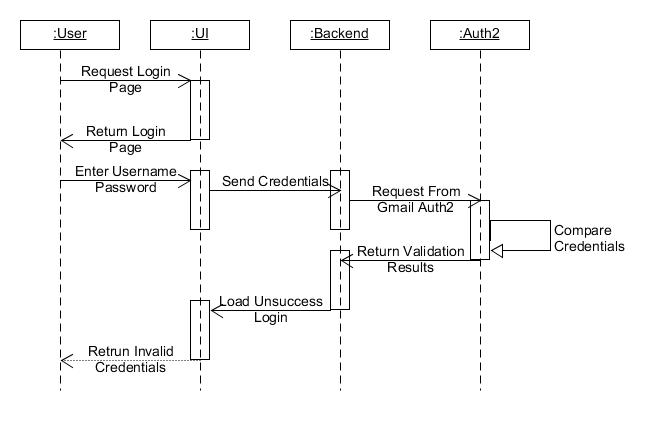 :User
:UI
:Backend
:Auth2
Request Login
Page
Return Login
Page
Enter Username
Password
Send Credentials
Request From
Gmail Auth2
Compare
Credentials
Return Validation
Results
Load Unsuccess
Login
Retrun Invalid
Credentials